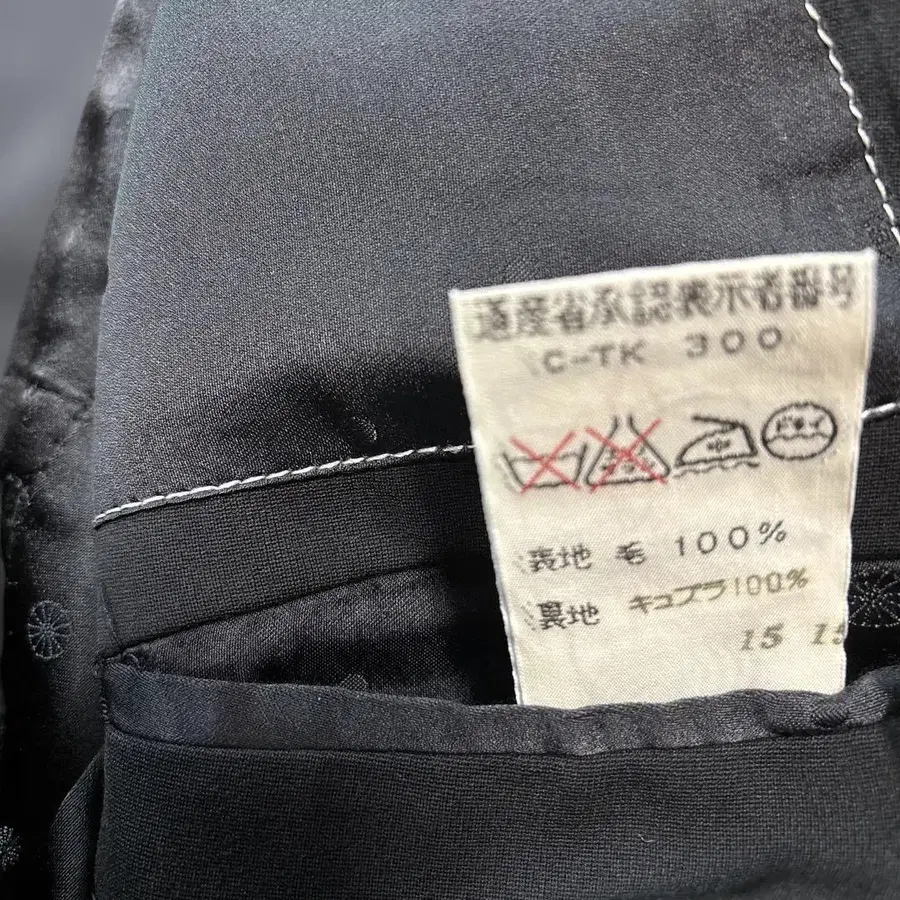 通産省承認表示者番号
C-TK 300
中 ドライ
表地 毛 100%
裏地 キュプラ100%
15 15